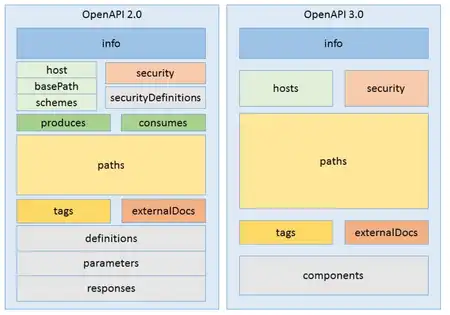 OpenAPI 2.0
info
host
basePath
schemes
security
securityDefinitions
produces
consumes
paths
tags
externalDocs
definitions
parameters
responses
OpenAPI 3.0
info
hosts
security
paths
tags
externalDocs
components